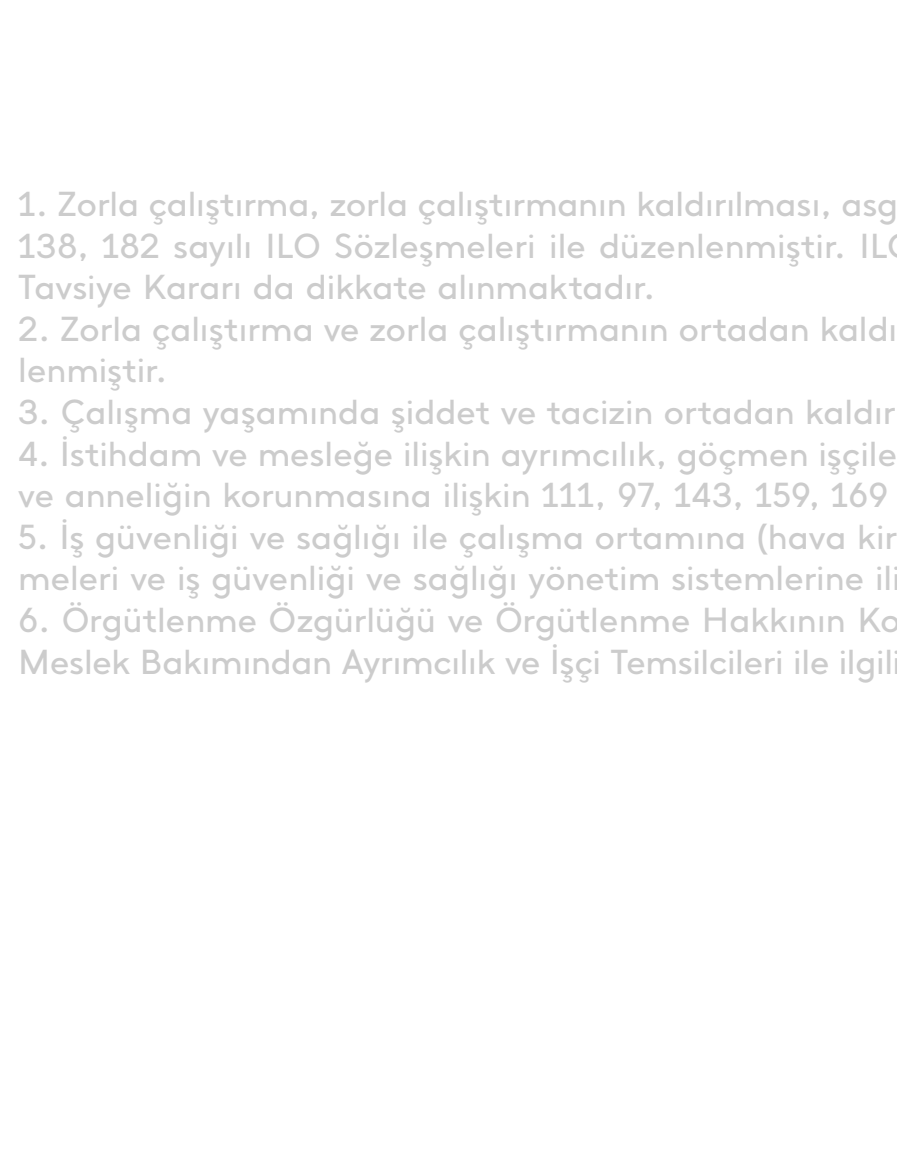 1. Zorla çalıştırma, zorla çalıştırmanın kaldırılması, asg
138, 182 sayılı ILO Sözleşmeleri ile düzenlenmiştir. ILO
Tavsiye Kararı da dikkate alınmaktadır.
2. Zorla çalıştırma ve zorla çalıştırmanın ortadan kaldı
lenmiştir.
3. Çalışma yaşamında şiddet ve tacizin ortadan kaldır
4. İstihdam ve mesleğe ilişkin ayrımcılık, göçmen işçile
ve anneliğin korunmasına ilişkin 111, 97, 143, 159, 169
5. İş güvenliği ve sağlığı ile çalışma ortamına (hava kir
meleri ve iş güvenliği ve sağlığı yönetim sistemlerine ili
6. Örgütlenme Özgürlüğü ve Örgütlenme Hakkının Ko
Meslek Bakımından Ayrımcılık ve İşçi Temsilcileri ile ilgili